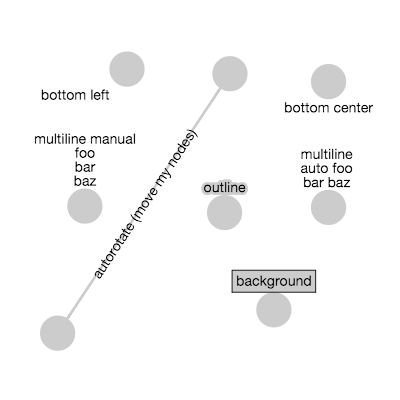 bottom left
bottom center
multiline manual
foo
bar
baz
autorotate (move my nodes)
multiline
auto foo
bar baz
outline
background